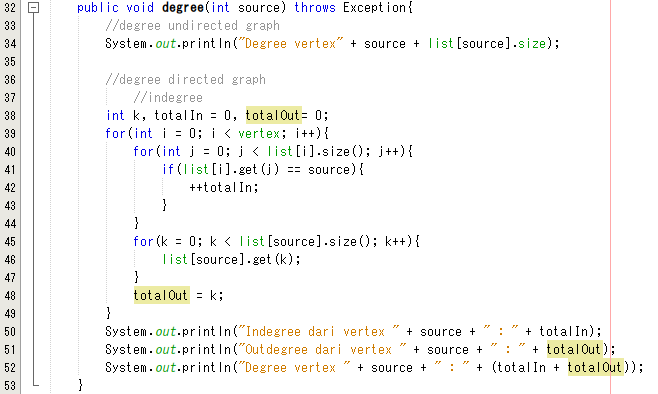 32 public void degree(int source) throws Exception{
33 //degree undirected graph
34 System.out.println("Degree vertex" + source + list[source].size);
35
36 //degree directed graph
37 //indegree
38 int k, totalIn = 0, totalOut= 0;
39 for(int i = 0; i < vertex; i++){
40 for(int j = 0; j < list[i].size(); j++){
41 if(list[i].get(j) == source){
42 ++totalIn;
43 }
44 }
45 for(k = 0; k < list[source].size(); k++){
46 list[source].get(k);
47 }
48 totalOut = k;
49 }
50 System.out.println("Indegree dari vertex " + source + " : " + totalIn);
51 System.out.println("Outdegree dari vertex " + source + " : " + totalOut);
52 System.out.println("Degree vertex " + source + " : " + (totalIn + totalOut));
53 }